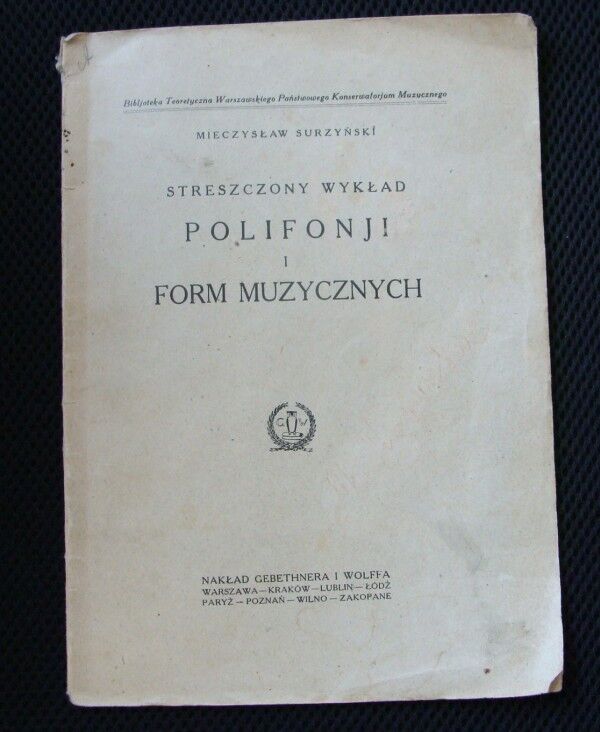 Bibljoteka Teoretyczna Warszawskiego Państwowego Konserwatorjum Muzycznego
MIECZYSŁAW SURZYŃSKI
STRESZCZONY WYKŁAD
POLIFONJI
I
FORM MUZYCZNYCH
G W
NAKŁAD GEBETHNERA I WOLFFA
WARSZAWA — KRAKÓW — LUBLIN — ŁÓDŹ
PARYŻ — POZNAŃ — WILNO — ZAKOPANE